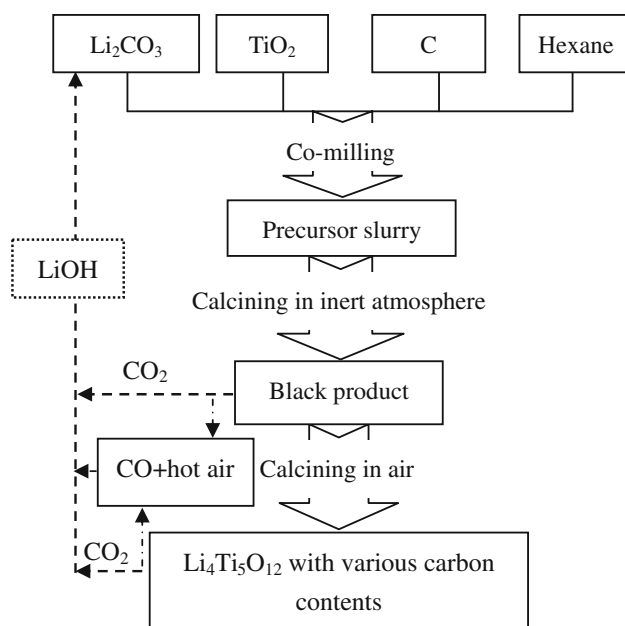 Li₂CO₃
TiO₂
C
Hexane
Co-milling
Precursor slurry
LiOH
Calcining in inert atmosphere
CO₂
Black product
CO+hot air
Calcining in air
CO₂
Li₄Ti₅O₁₂ with various carbon
contents